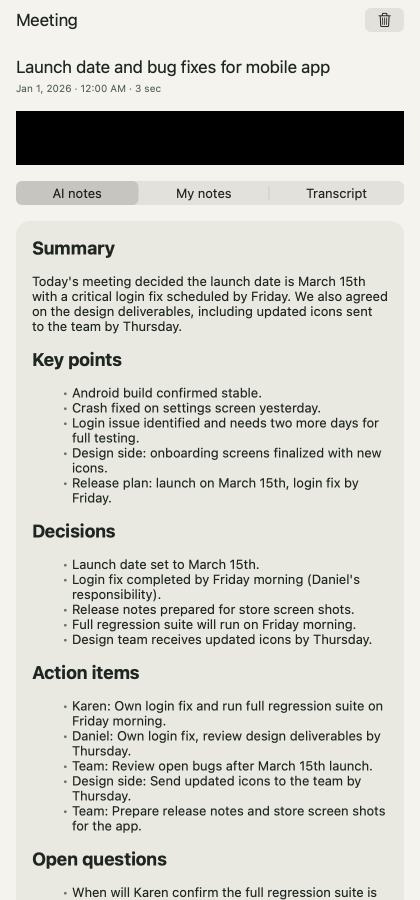 Meeting
Launch date and bug fixes for mobile app
Jan 1, 2026 · 12:00 AM · 3 sec
AI notes
My notes
Transcript
Summary
Today's meeting decided the launch date is March 15th
with a critical login fix scheduled by Friday. We also agreed
on the design deliverables, including updated icons sent
to the team by Thursday.
Key points
• Android build confirmed stable.
• Crash fixed on settings screen yesterday.
• Login issue identified and needs two more days for
full testing.
• Design side: onboarding screens finalized with new
icons.
• Release plan: launch on March 15th, login fix by
Friday.
Decisions
• Launch date set to March 15th.
• Login fix completed by Friday morning (Daniel's
responsibility).
• Release notes prepared for store screen shots.
• Full regression suite will run on Friday morning.
• Design team receives updated icons by Thursday.
Action items
• Karen: Own login fix and run full regression suite on
Friday morning.
• Daniel: Own login fix, review design deliverables by
Thursday.
• Team: Review open bugs after March 15th launch.
• Design side: Send updated icons to the team by
Thursday.
• Team: Prepare release notes and store screen shots
for the app.
Open questions
• When will Karen confirm the full regression suite is